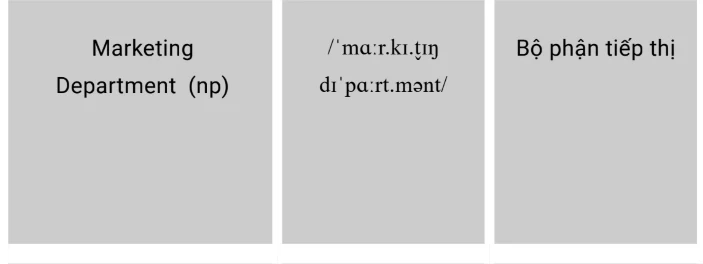 Marketing
Department (np)
/ˈmɑːr.kɪ.t̬ɪŋ
dɪˈpɑːrt.mənt/
Bộ phận tiếp thị